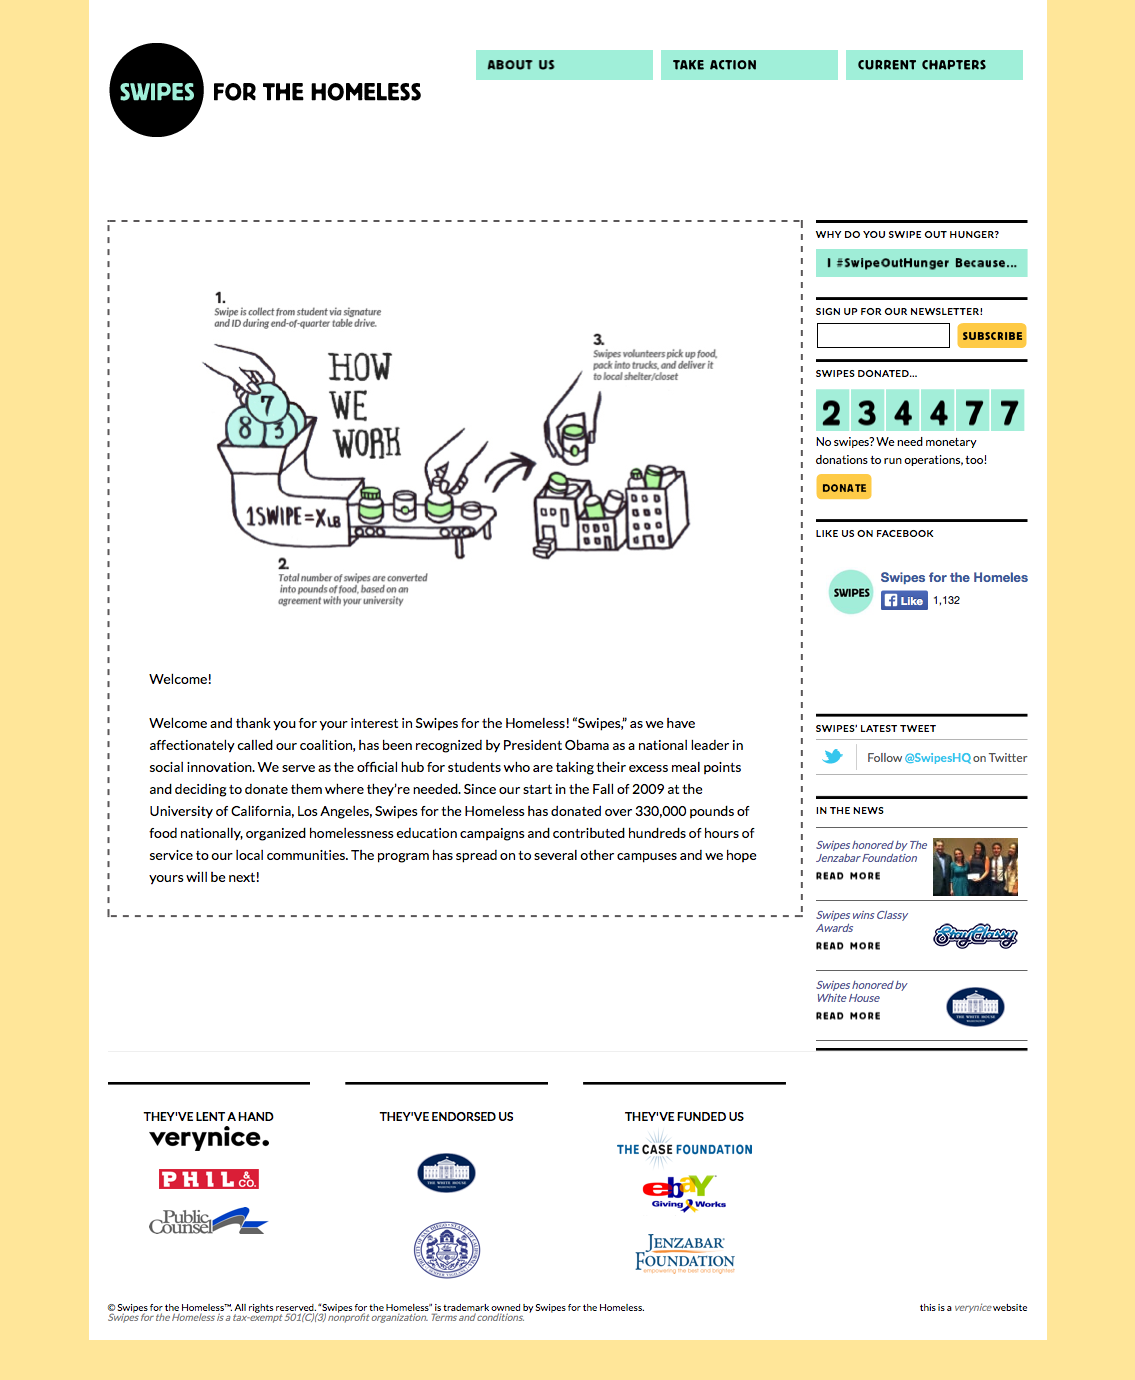 SWIPES FOR THE HOMELESS
ABOUT US
TAKE ACTION
CURRENT CHAPTERS
1.
Swipe is collect from student via signature
and ID during end-of-quarter table drive.
HOW
WE
WORK
7
8 3
1SWIPE=XLB
2.
Total number of swipes are converted
into pounds of food, based on an
agreement with your university
3.
Swipes volunteers pick up food,
pack into trucks, and deliver it
to local shelter/closet
Welcome!
Welcome and thank you for your interest in Swipes for the Homeless! “Swipes,” as we have
affectionately called our coalition, has been recognized by President Obama as a national leader in
social innovation. We serve as the official hub for students who are taking their excess meal points
and deciding to donate them where they’re needed. Since our start in the Fall of 2009 at the
University of California, Los Angeles, Swipes for the Homeless has donated over 330,000 pounds of
food nationally, organized homelessness education campaigns and contributed hundreds of hours of
service to our local communities. The program has spread on to several other campuses and we hope
yours will be next!
WHY DO YOU SWIPE OUT HUNGER?
I #SwipeOutHunger Because...
SIGN UP FOR OUR NEWSLETTER!
SUBSCRIBE
SWIPES DONATED...
2 3 4 4 7 7
No swipes? We need monetary
donations to run operations, too!
DONATE
LIKE US ON FACEBOOK
SWIPES
Swipes for the Homeles
Like 1,132
SWIPES’ LATEST TWEET
Follow @SwipesHQ on Twitter
IN THE NEWS
Swipes honored by The
Jenzabar Foundation
READ MORE
Swipes wins Classy
Awards
READ MORE
StayClassy
Swipes honored by
White House
READ MORE
THE WHITE HOUSE
THEY'VE LENT A HAND
verynice.
PHIL & CO.
Public
Counsel
THEY'VE ENDORSED US
THE WHITE HOUSE
THEY'VE FUNDED US
THE CASE FOUNDATION
ebaY
Giving Works
JENZABAR
FOUNDATION
empowering the best and brightest
© Swipes for the Homeless™. All rights reserved. “Swipes for the Homeless” is trademark owned by Swipes for the Homeless.
Swipes for the Homeless is a tax-exempt 501(C)(3) nonprofit organization. Terms and conditions.
this is a verynice website